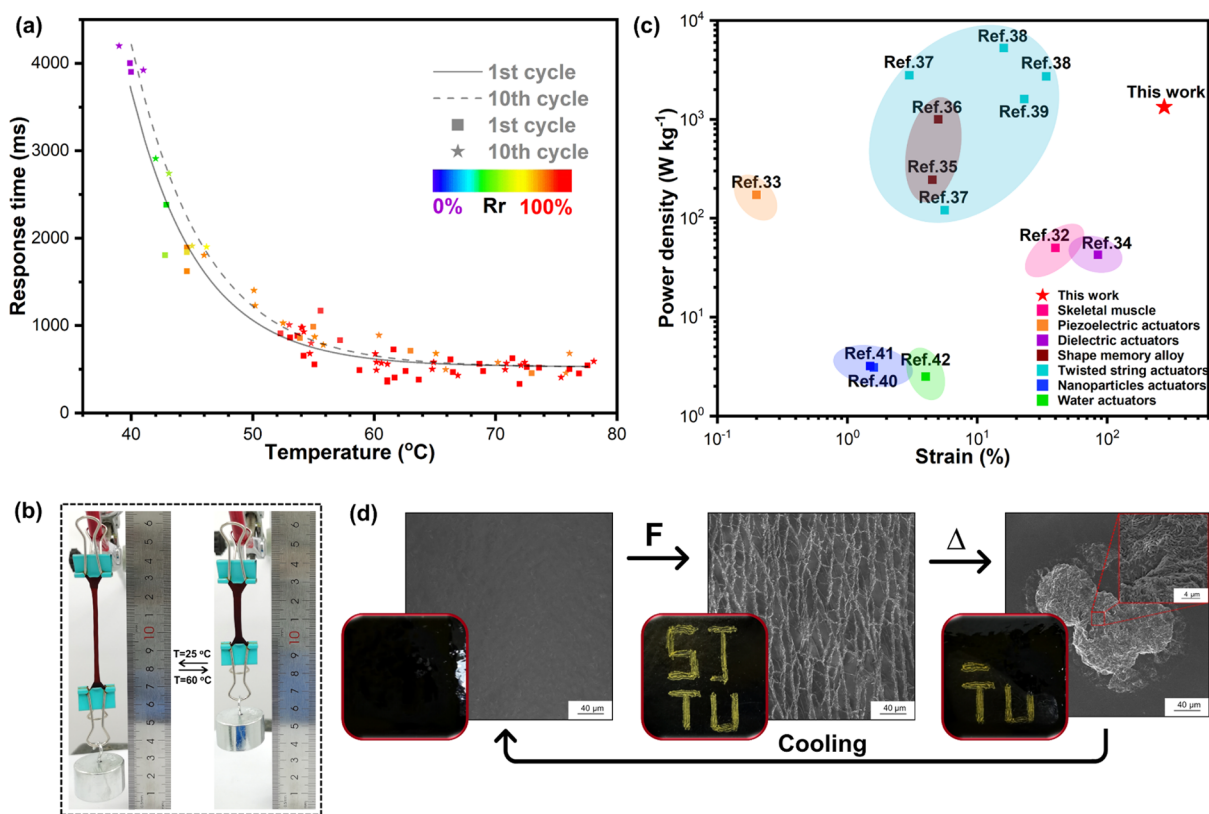 (a)
Response time (ms)
4000
3000
2000
1000
0
40
50
60
70
80
Temperature (°C)
1st cycle
10th cycle
1st cycle
10th cycle
0% Rr 100%
(c)
Power density (W kg⁻¹)
10⁴
10³
10²
10¹
10⁰
10⁻¹
10⁰
10¹
10²
Strain (%)
Ref.38
Ref.37
Ref.38
Ref.36
Ref.39
This work
Ref.35
Ref.33
Ref.37
Ref.32
Ref.34
Ref.41
Ref.42
Ref.40
This work
Skeletal muscle
Piezoelectric actuators
Dielectric actuators
Shape memory alloy
Twisted string actuators
Nanoparticles actuators
Water actuators
(b)
T=25 °C
T=60 °C
(d)
F
Δ
40 μm
SJ
TU
40 μm
4 μm
TU
40 μm
Cooling